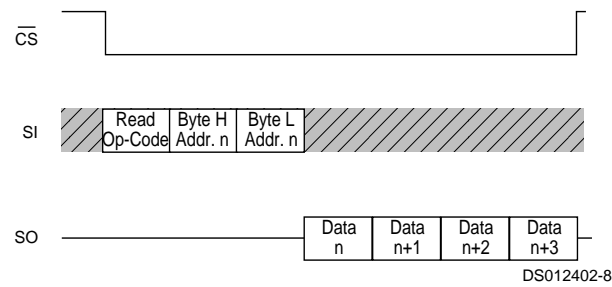 CS
SI
Read Byte H Byte L
Op-Code Addr. n Addr. n
SO
Data Data Data Data
n n+1 n+2 n+3
DS012402-8